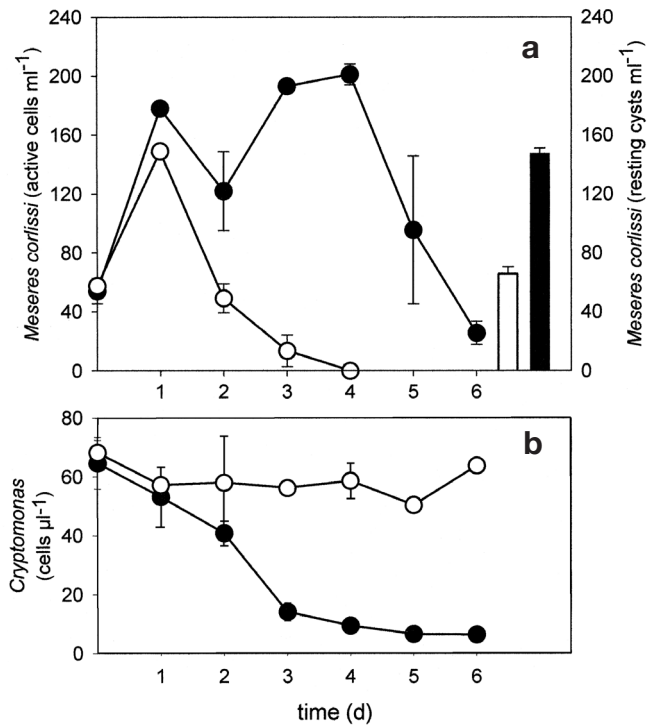 Meseres corlissi (active cells ml-1)
240
200
160
120
80
40
0
a
240
200
160
120
80
40
0
Meseres corlissi (resting cysts ml-1)
1 2 3 4 5 6
Cryptomonas
(cells µl-1)
80
60
40
20
0
b
1 2 3 4 5 6
time (d)